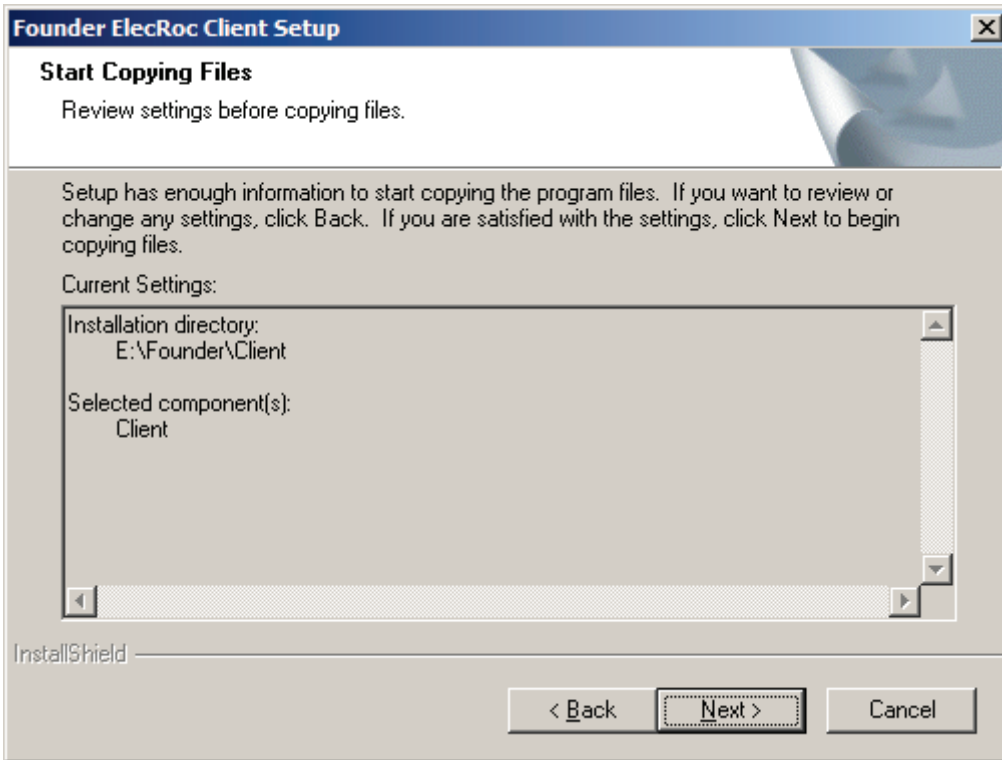 Founder ElecRoc Client Setup
Start Copying Files
Review settings before copying files.
Setup has enough information to start copying the program files.  If you want to review or
change any settings, click Back.  If you are satisfied with the settings, click Next to begin
copying files.
Current Settings:
Installation directory:
E:\Founder\Client
Selected component(s):
Client
InstallShield
< Back
Next >
Cancel